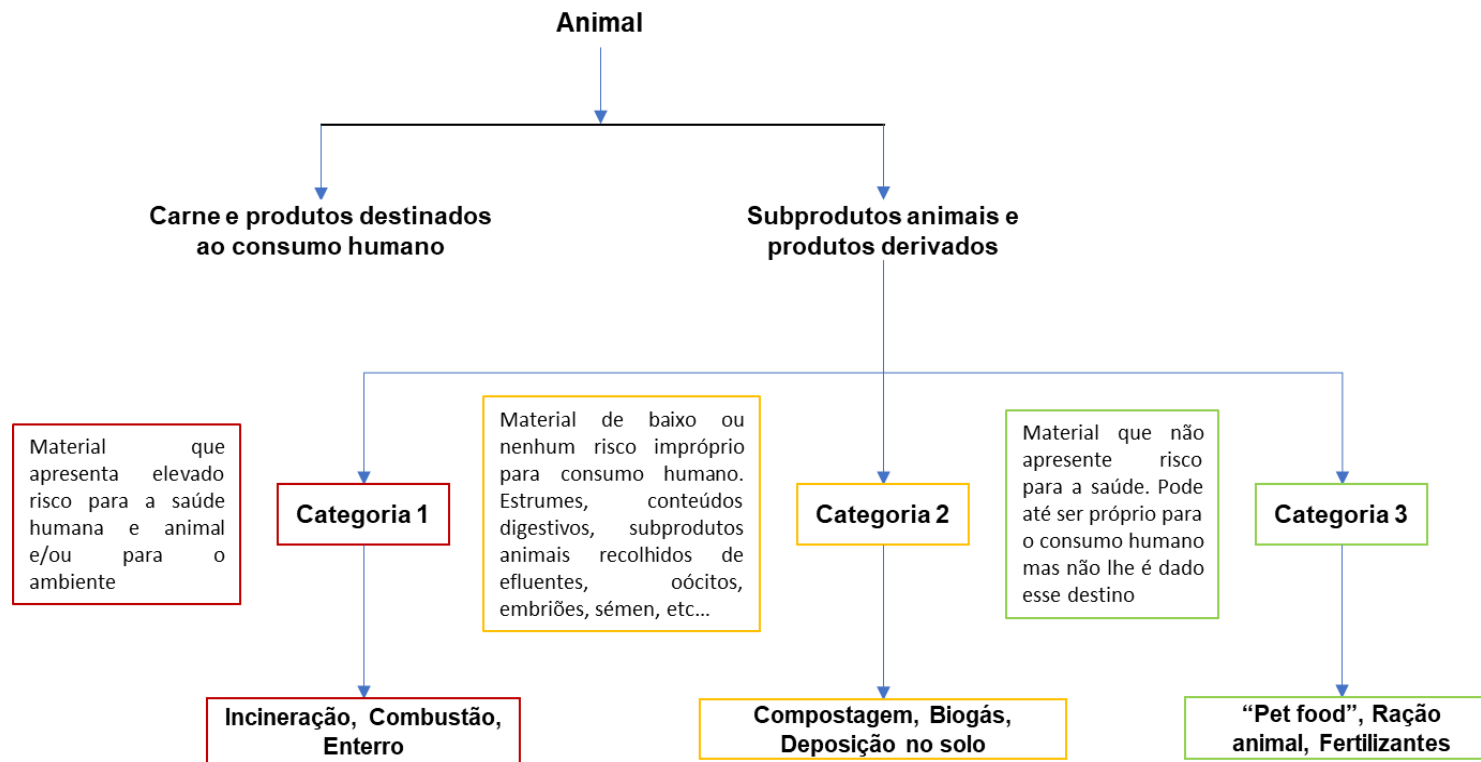 Animal
Carne e produtos destinados
ao consumo humano
Subprodutos animais e
produtos derivados
Material que
apresenta elevado
risco para a saúde
humana e animal
e/ou para o
ambiente
Categoria 1
Material de baixo ou
nenhum risco impróprio
para consumo humano.
Estrumes, conteúdos
digestivos, subprodutos
animais recolhidos de
efluentes, oócitos,
embriões, sémen, etc...
Categoria 2
Material que não
apresente risco
para a saúde. Pode
até ser próprio para
o consumo humano
mas não lhe é dado
esse destino
Categoria 3
Incineração, Combustão,
Enterro
Compostagem, Biogás,
Deposição no solo
“Pet food”, Ração
animal, Fertilizantes